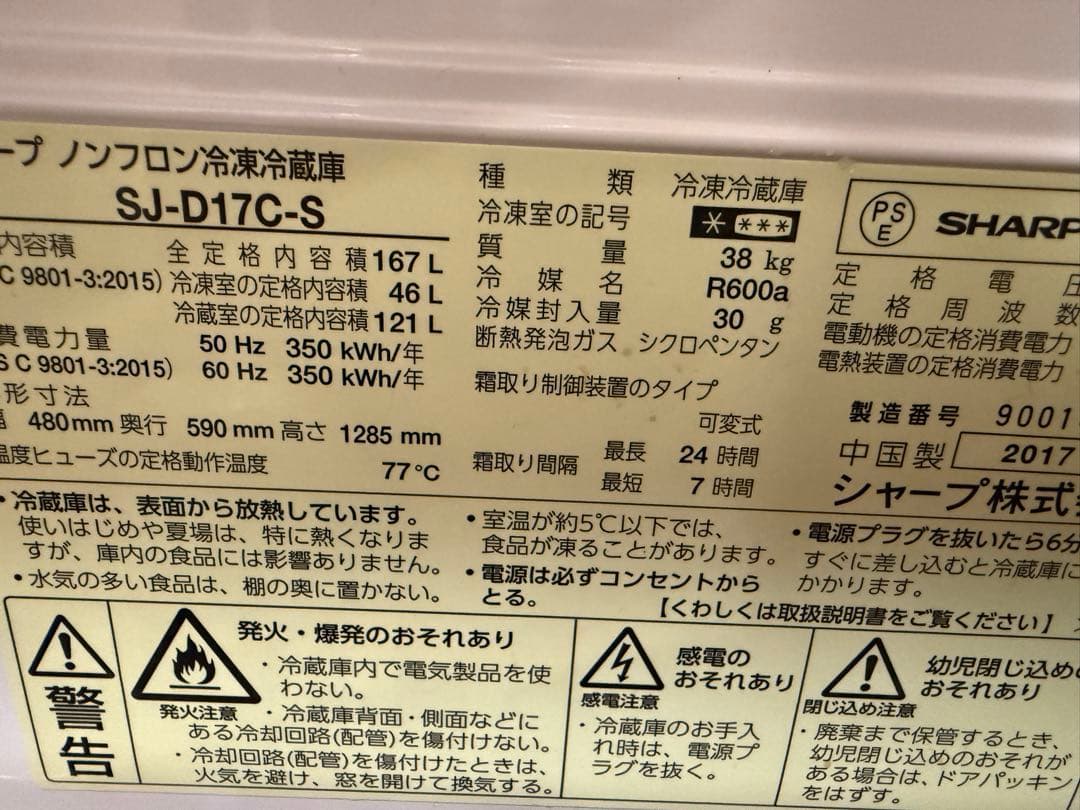 ープ ノンフロン冷凍冷蔵庫
SJ-D17C-S
内容積 全定格内容積 167 L
C 9801-3:2015) 冷凍室の定格内容積 46 L
冷蔵室の定格内容積 121 L
費電力量 50 Hz 350 kWh/年
S C 9801-3:2015) 60 Hz 350 kWh/年
形寸法
幅 480mm 奥行 590mm 高さ 1285mm
温度ヒューズの定格動作温度 77℃
種類 冷凍冷蔵庫
冷凍室の記号 * ***
質量 38 kg
冷媒名 R600a
冷媒封入量 30 g
断熱発泡ガス シクロペンタン
霜取り制御装置のタイプ
可変式
霜取り間隔 最長 24 時間
最短 7 時間
PSE SHARP
定格電圧
定格周波数
電動機の定格消費電力
電熱装置の定格消費電力
製造番号 9001
中国製 2017
シャープ株式
・冷蔵庫は、表面から放熱しています。
使いはじめや夏場は、特に熱くなりま
すが、庫内の食品には影響ありません。
・水気の多い食品は、棚の奥に置かない。
・室温が約5℃以下では、
食品が凍ることがあります。
・電源は必ずコンセントから
とる。
・電源プラグを抜いたら6分
すぐに差し込むと冷蔵庫に
かかります。
【くわしくは取扱説明書をご覧ください】
警告
発火注意
発火・爆発のおそれあり
・冷蔵庫内で電気製品を使
わない。
・冷蔵庫背面・側面などに
ある冷却回路(配管)を傷付けない。
・冷却回路(配管)を傷付けたときは、
火気を避け、窓を開けて換気する。
感電注意
感電の
おそれあり
・冷蔵庫のお手入
れ時は、電源プ
ラグを抜く。
閉じ込め注意
幼児閉じ込めの
おそれあり
・廃棄まで保管するとき、
幼児閉じ込めのおそれが
ある場合は、ドアパッキン
をはずす。